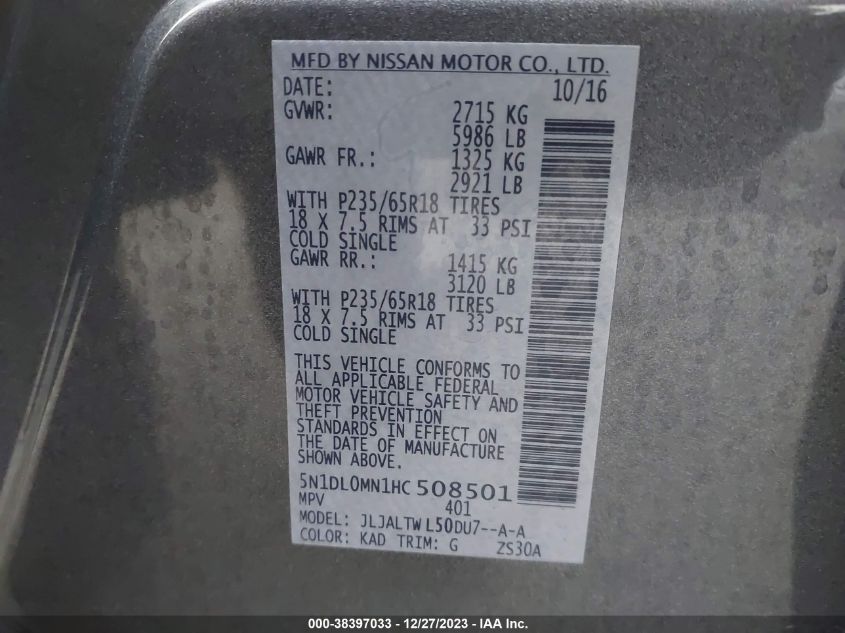 MFD BY NISSAN MOTOR CO., LTD.
DATE: 10/16
GVWR: 2715 KG
5986 LB
GAWR FR.: 1325 KG
2921 LB
WITH P235/65R18 TIRES
18 X 7.5 RIMS AT 33 PSI
COLD SINGLE
GAWR RR.: 1415 KG
3120 LB
WITH P235/65R18 TIRES
18 X 7.5 RIMS AT 33 PSI
COLD SINGLE
THIS VEHICLE CONFORMS TO
ALL APPLICABLE FEDERAL
MOTOR VEHICLE SAFETY AND
THEFT PREVENTION
STANDARDS IN EFFECT ON
THE DATE OF MANUFACTURE
SHOWN ABOVE.
5N1DL0MN1HC 508501
MPV 401
MODEL: JLJALTW L50DU7--A-A
COLOR: KAD TRIM: G ZS30A
000-38397033 - 12/27/2023 - IAA Inc.